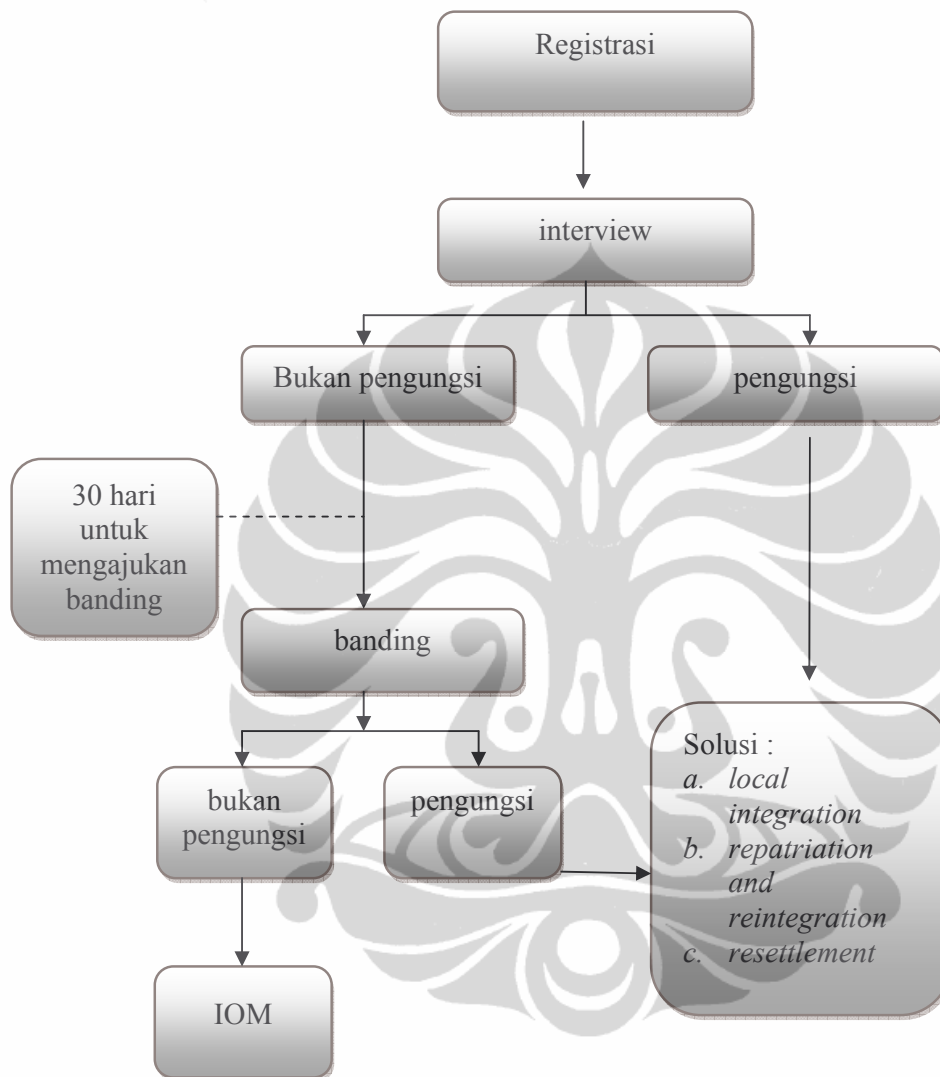 Registrasi
interview
Bukan pengungsi
pengungsi
30 hari
untuk
mengajukan
banding
banding
bukan
pengungsi
pengungsi
Solusi :
a. local
integration
b. repatriation
and
reintegration
c. resettlement
IOM